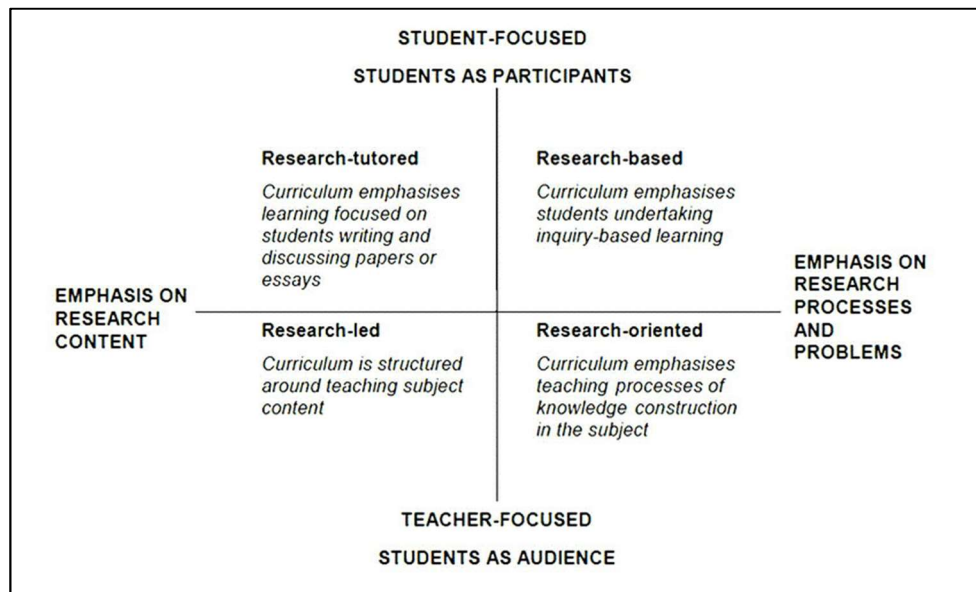 STUDENT-FOCUSED
STUDENTS AS PARTICIPANTS
Research-tutored
Curriculum emphasises
learning focused on
students writing and
discussing papers or
essays
Research-based
Curriculum emphasises
students undertaking
inquiry-based learning
EMPHASIS ON
RESEARCH
CONTENT
EMPHASIS ON
RESEARCH
PROCESSES
AND
PROBLEMS
Research-led
Curriculum is structured
around teaching subject
content
Research-oriented
Curriculum emphasises
teaching processes of
knowledge construction
in the subject
TEACHER-FOCUSED
STUDENTS AS AUDIENCE